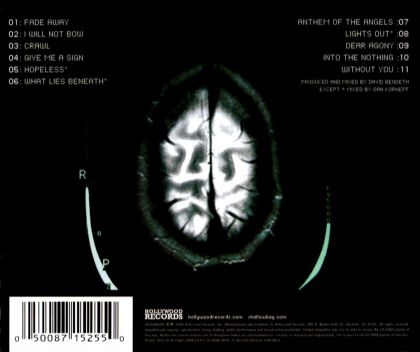 01: FADE AWAY
02: I WILL NOT BOW
03: CRAWL
04: GIVE ME A SIGN
05: HOPELESS*
06: WHAT LIES BENEATH*
ANTHEM OF THE ANGELS :07
LIGHTS OUT* :08
DEAR AGONY :09
INTO THE NOTHING :10
WITHOUT YOU :11
PRODUCED AND MIXED BY DAVID BENDETH
EXCEPT * MIXED BY DAN KORNEFF
R
o
P
HOLLYWOOD
RECORDS
hollywoodrecords.com shallowbay.com
50087 15255 0